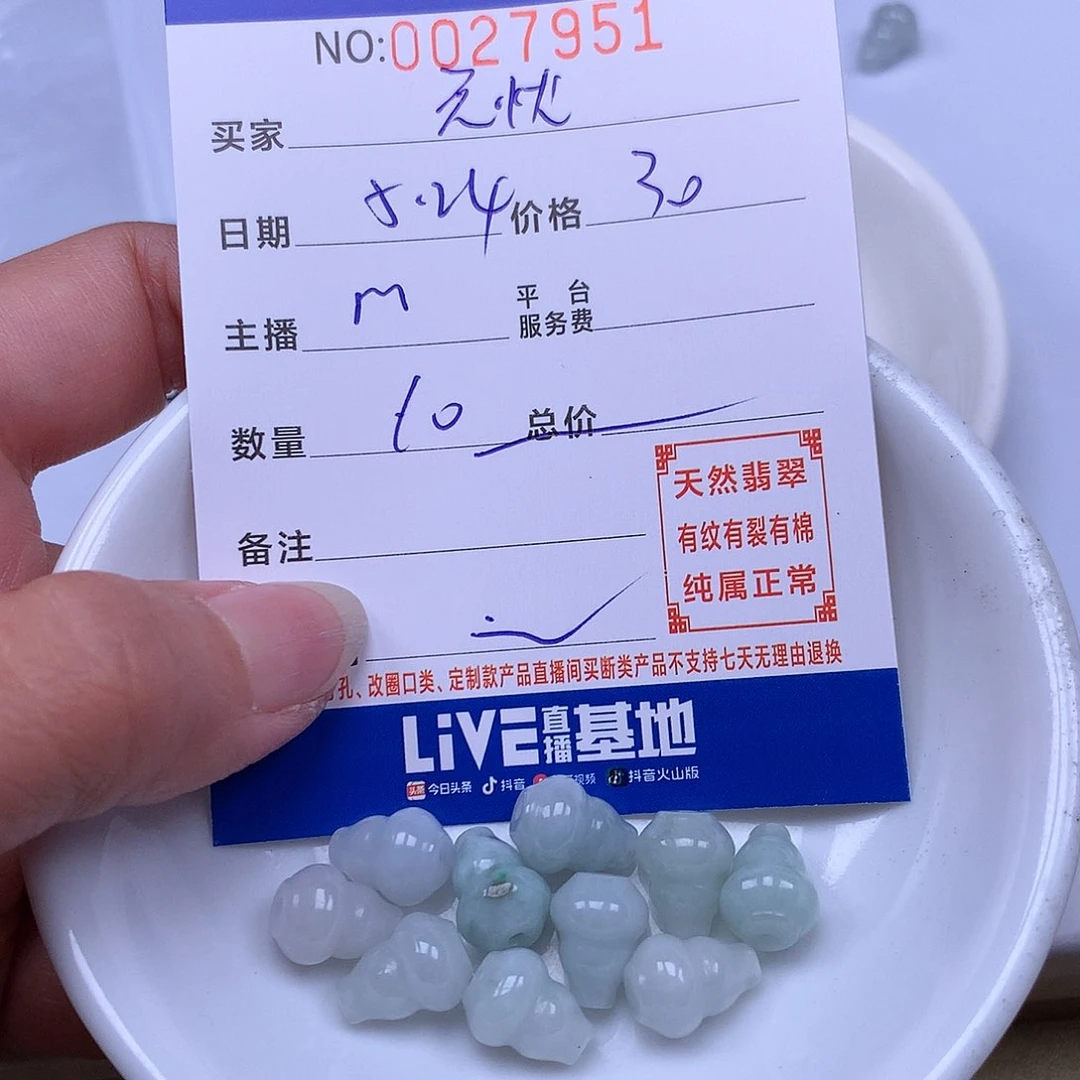 NO:0027951
买家 无忧
日期 5.24 价格 30
主播 m 平台服务费
数量 10 总价
备注
天然翡翠
有纹有裂有棉
纯属正常
孔、改圈口类、定制款产品直播间买断类产品不支持七天无理由退换
LiVE直播基地
头条 今日头条 抖音 视频 抖音火山版